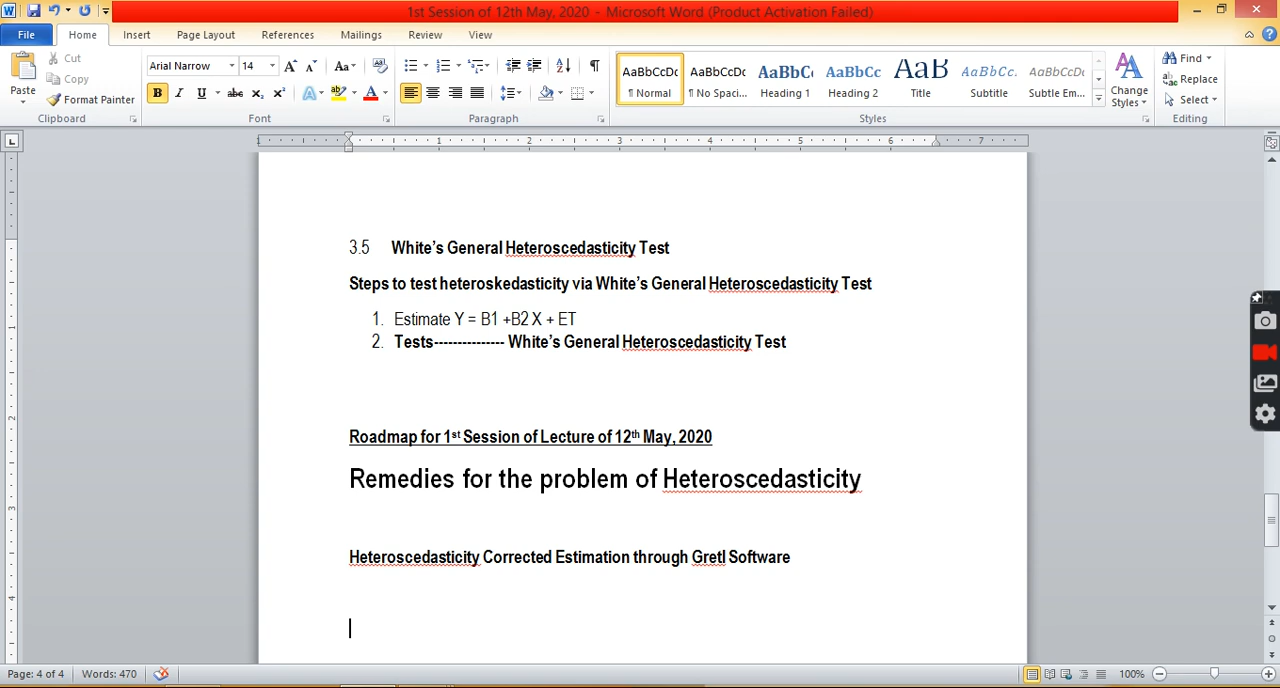 1st Session of 12th May, 2020 - Microsoft Word (Product Activation Failed)
File Home Insert Page Layout References Mailings Review View
Paste
Cut
Copy
Format Painter
Clipboard
Arial Narrow 14
Font
Paragraph
AaBbCcDc AaBbCcDc AaBbC AaBbCc AaB AaBbCc. AaBbCcDc
¶ Normal ¶ No Spaci... Heading 1 Heading 2 Title Subtitle Subtle Em...
Styles
Change
Styles
Find
Replace
Select
Editing
3.5 White's General Heteroscedasticity Test
Steps to test heteroskedasticity via White's General Heteroscedasticity Test
1. Estimate Y = B1 +B2 X + ET
2. Tests--------------- White's General Heteroscedasticity Test
Roadmap for 1st Session of Lecture of 12th May, 2020
Remedies for the problem of Heteroscedasticity
Heteroscedasticity Corrected Estimation through Gretl Software
Page: 4 of 4 Words: 470 100%